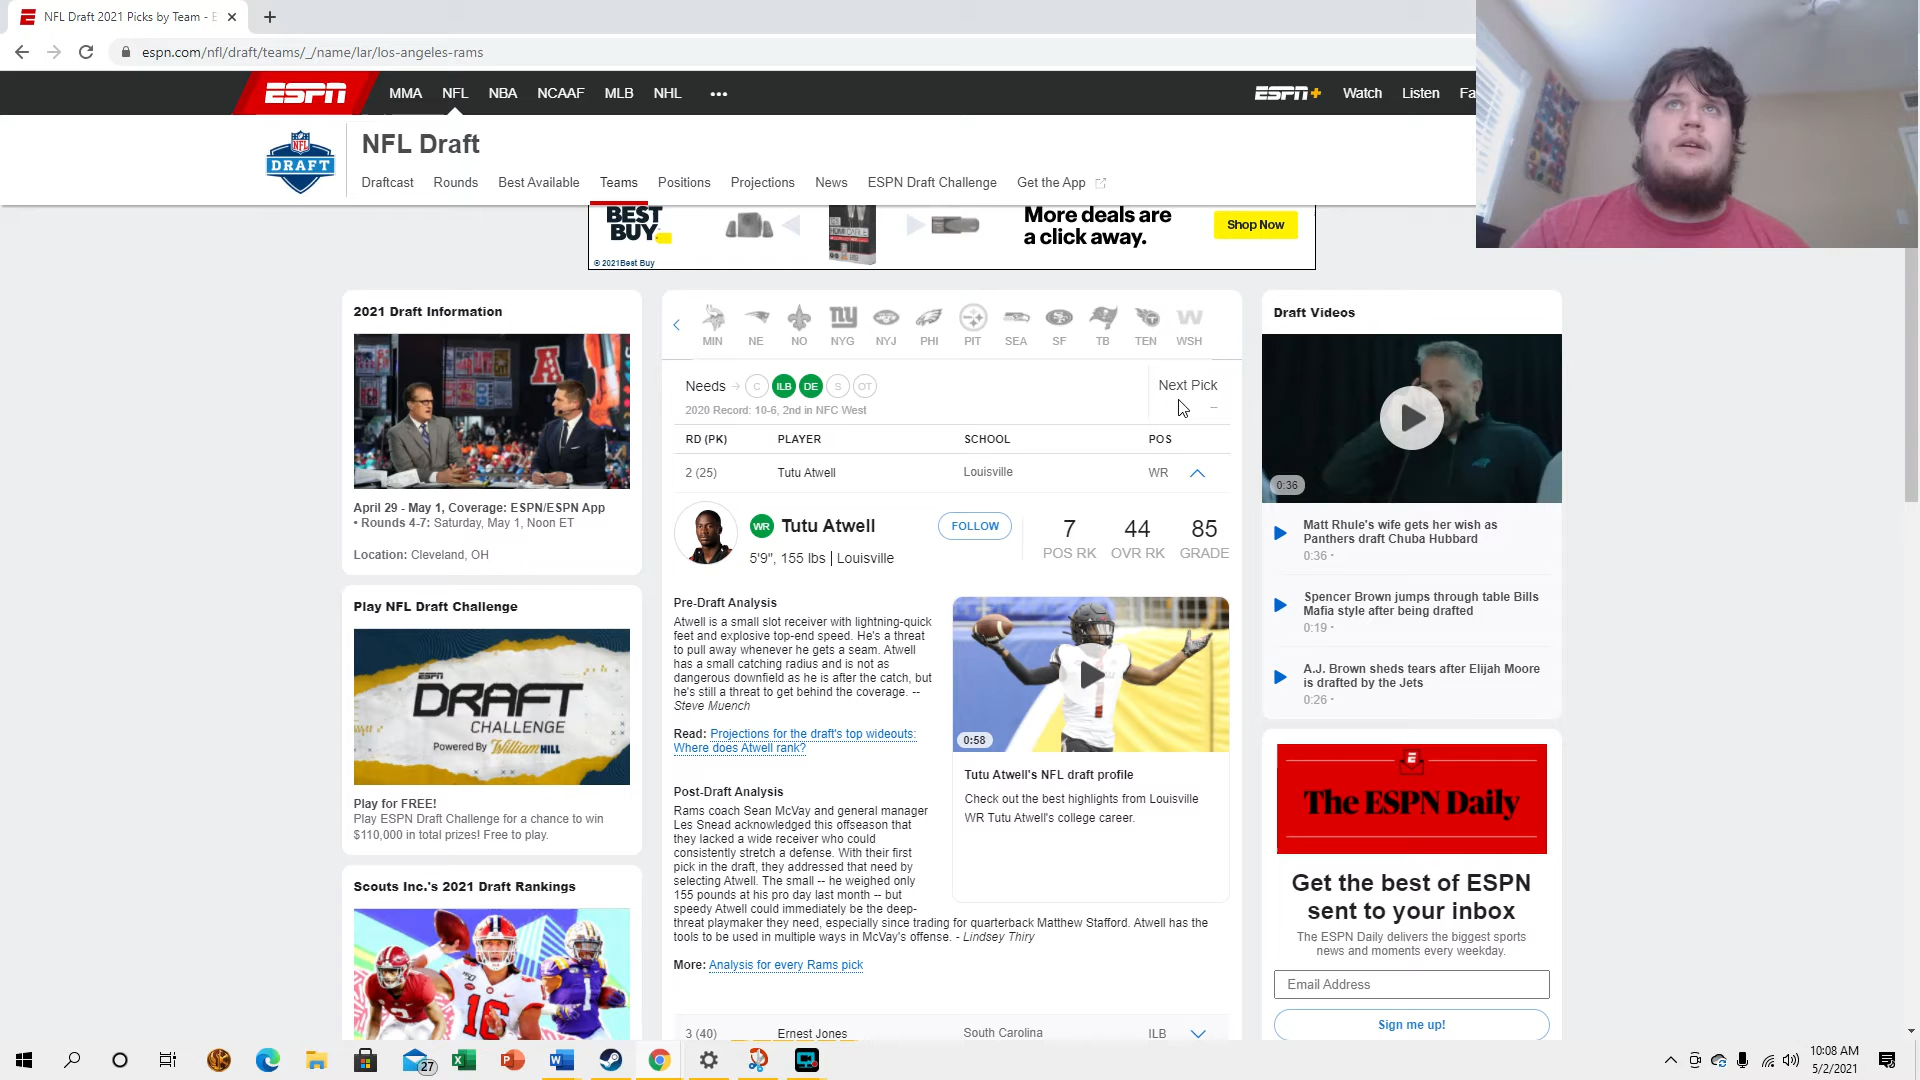 NFL Draft 2021 Picks by Team - E
espn.com/nfl/draft/teams/_/name/lar/los-angeles-rams
ESPN
MMA
NFL
NBA
NCAAF
MLB
NHL
•••
ESPN+
Watch
Listen
Fa
NFL
DRAFT
NFL Draft
Draftcast
Rounds
Best Available
Teams
Positions
Projections
News
ESPN Draft Challenge
Get the App
BEST
BUY
© 2021Best Buy
HDMI CABLE
More deals are
a click away.
Shop Now
2021 Draft Information
April 29 - May 1, Coverage: ESPN/ESPN App
• Rounds 4-7: Saturday, May 1, Noon ET
Location: Cleveland, OH
Play NFL Draft Challenge
ESPN
DRAFT
CHALLENGE
Powered By William HILL
Play for FREE!
Play ESPN Draft Challenge for a chance to win
$110,000 in total prizes! Free to play.
Scouts Inc.'s 2021 Draft Rankings
16
1
MIN
NE
NO
NYG
NYJ
PHI
PIT
SEA
SF
TB
TEN
WSH
Needs
C
ILB
DE
S
OT
2020 Record: 10-6, 2nd in NFC West
Next Pick
--
RD (PK)
PLAYER
SCHOOL
POS
2 (25)
Tutu Atwell
Louisville
WR
WR
Tutu Atwell
5'9", 155 lbs | Louisville
FOLLOW
7
POS RK
44
OVR RK
85
GRADE
Pre-Draft Analysis
Atwell is a small slot receiver with lightning-quick
feet and explosive top-end speed. He's a threat
to pull away whenever he gets a seam. Atwell
has a small catching radius and is not as
dangerous downfield as he is after the catch, but
he's still a threat to get behind the coverage. --
Steve Muench
Read: Projections for the draft's top wideouts:
Where does Atwell rank?
Post-Draft Analysis
Rams coach Sean McVay and general manager
Les Snead acknowledged this offseason that
they lacked a wide receiver who could
consistently stretch a defense. With their first
pick in the draft, they addressed that need by
selecting Atwell. The small -- he weighed only
155 pounds at his pro day last month -- but
speedy Atwell could immediately be the deep-
threat playmaker they need, especially since trading for quarterback Matthew Stafford. Atwell has the
tools to be used in multiple ways in McVay's offense. - Lindsey Thiry
More: Analysis for every Rams pick
1
0:58
Tutu Atwell's NFL draft profile
Check out the best highlights from Louisville
WR Tutu Atwell's college career.
3 (40)
Ernest Jones
South Carolina
ILB
Draft Videos
0:36
Matt Rhule's wife gets her wish as
Panthers draft Chuba Hubbard
0:36 ·
Spencer Brown jumps through table Bills
Mafia style after being drafted
0:19 ·
A.J. Brown sheds tears after Elijah Moore
is drafted by the Jets
0:26 ·
The ESPN Daily
Get the best of ESPN
sent to your inbox
The ESPN Daily delivers the biggest sports
news and moments every weekday.
Email Address
Sign me up!
27
10:08 AM
5/2/2021